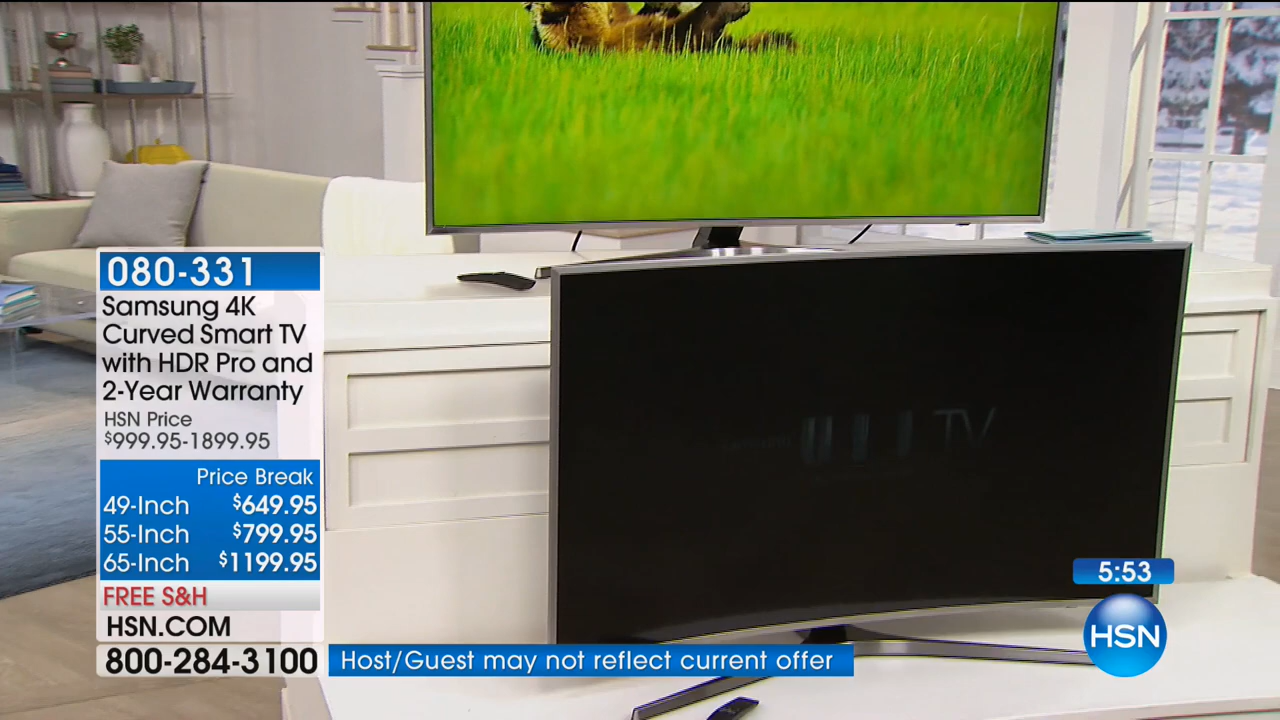 080-331
Samsung 4K
Curved Smart TV
with HDR Pro and
2-Year Warranty
HSN Price
$999.95-1899.95
Price Break
49-Inch $649.95
55-Inch $799.95
65-Inch $1199.95
FREE S&H
HSN.COM
800-284-3100
Host/Guest may not reflect current offer
TV
5:53
HSN